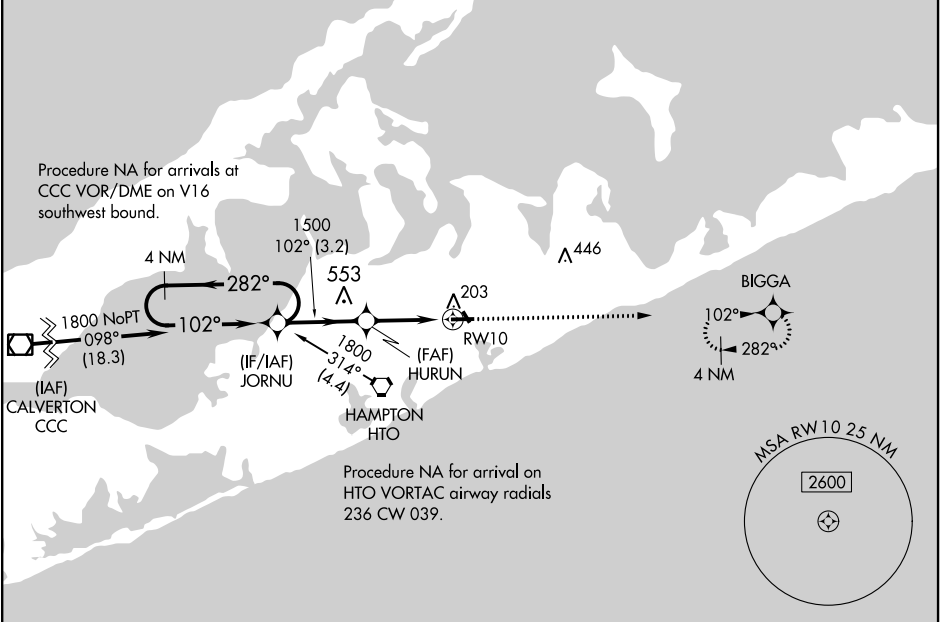 Procedure NA for arrivals at
CCC VOR/DME on V16
southwest bound.
1500
102° (3.2)
4 NM
282°
553
446
203
BIGGA
102°
282°
4 NM
1800 NoPT
098°
(18.3)
102°
RW10
(IAF)
CALVERTON
CCC
(IF/IAF)
JORNU
1800
314°
(4.4)
(FAF)
HURUN
HAMPTON
HTO
Procedure NA for arrival on
HTO VORTAC airway radials
236 CW 039.
MSA RW10 25 NM
2600